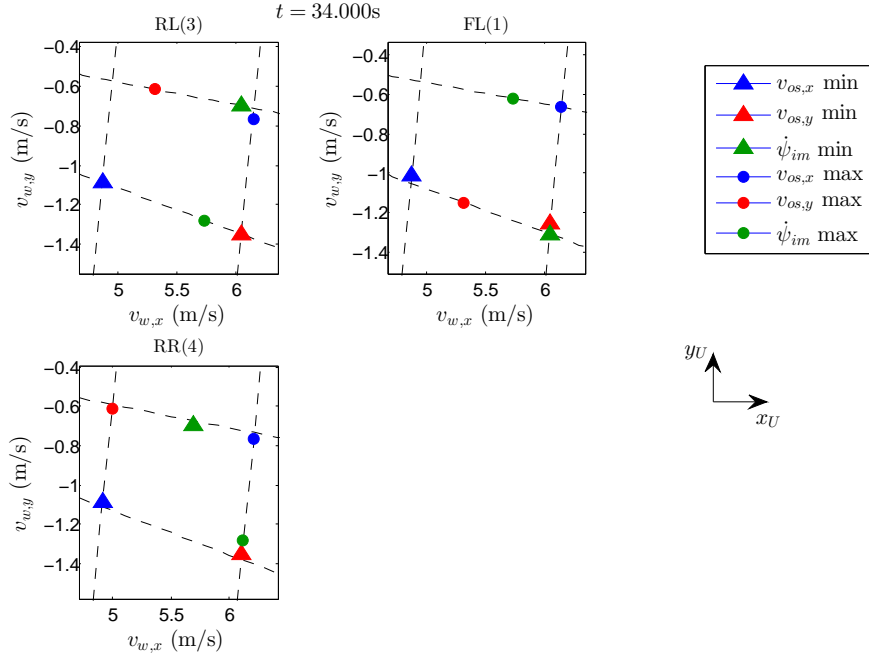 t = 34.000s
RL(3)
−0.4
−0.6
−0.8
−1
−1.2
−1.4
v_{w,y} (m/s)
5
5.5
6
v_{w,x} (m/s)
FL(1)
−0.4
−0.6
−0.8
−1
−1.2
−1.4
v_{w,y} (m/s)
5
5.5
6
v_{w,x} (m/s)
v_{os,x} min
v_{os,y} min
ψ̇_{im} min
v_{os,x} max
v_{os,y} max
ψ̇_{im} max
RR(4)
−0.4
−0.6
−0.8
−1
−1.2
−1.4
v_{w,y} (m/s)
5
5.5
6
v_{w,x} (m/s)
y_U
x_U